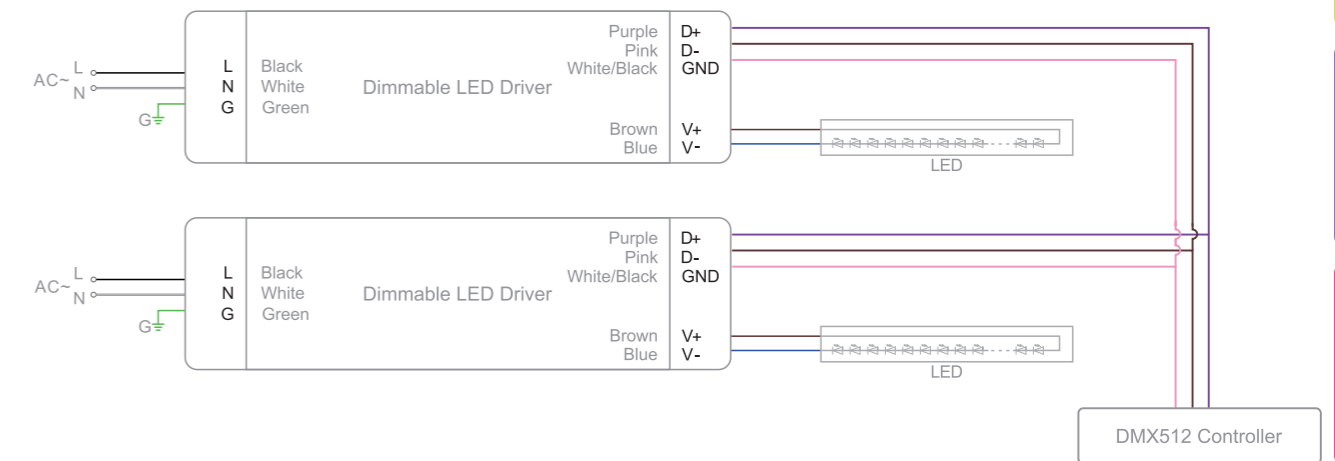 Purple D+
Pink D-
White/Black GND
L Black
AC~ L
N
N White
Dimmable LED Driver
G Green
G
Brown V+
Blue V-
LED
Purple D+
Pink D-
White/Black GND
L Black
AC~ L
N
N White
Dimmable LED Driver
G Green
G
Brown V+
Blue V-
LED
DMX512 Controller